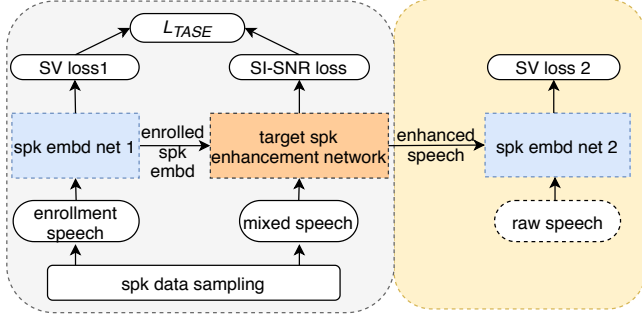 L_TASE
SV loss1
SI-SNR loss
SV loss 2
spk embd net 1
enrolled
spk
embd
target spk
enhancement network
enhanced
speech
spk embd net 2
enrollment
speech
mixed speech
raw speech
spk data sampling